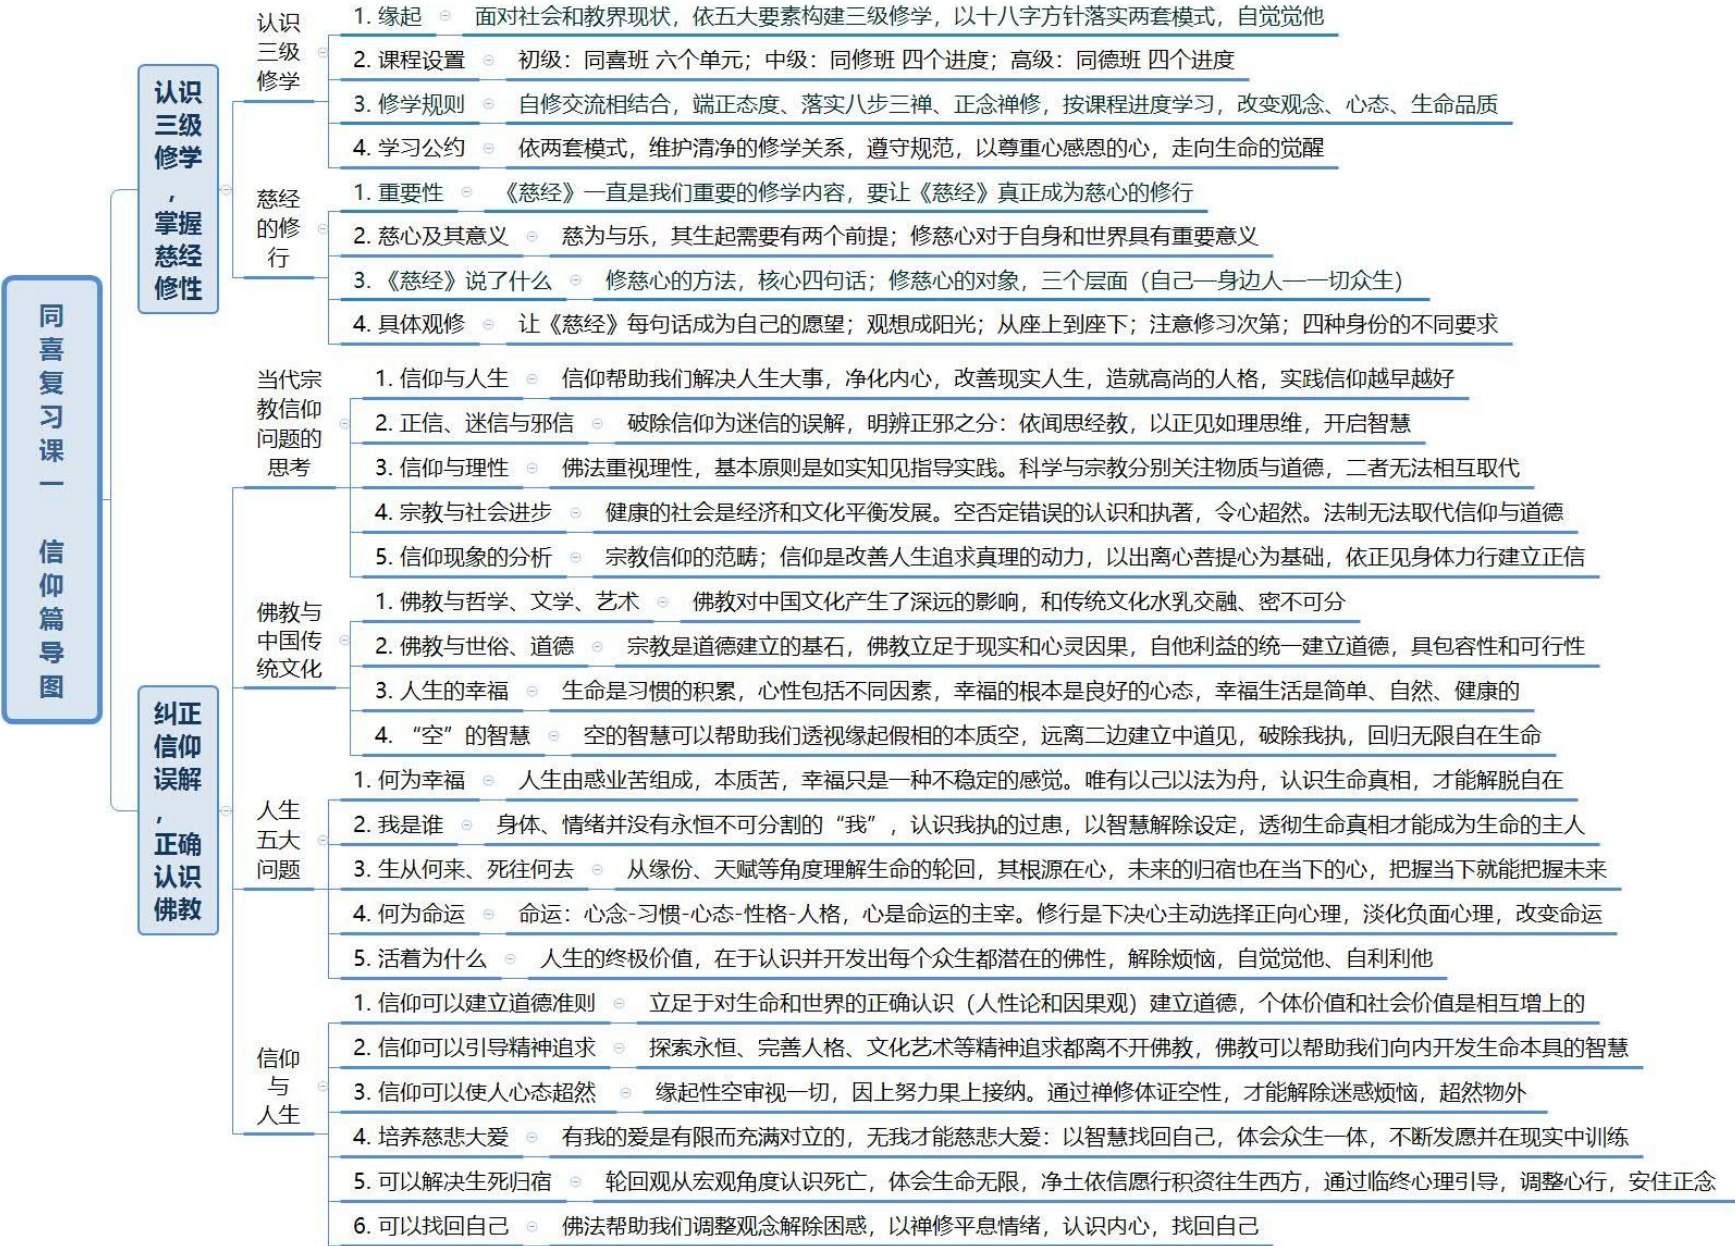 同喜复习课一 信仰篇导图
认识三级修学，掌握慈经修性
认识三级修学
1. 缘起 面对社会和教界现状，依五大要素构建三级修学，以十八字方针落实两套模式，自觉觉他
2. 课程设置 初级：同喜班 六个单元；中级：同修班 四个进度；高级：同德班 四个进度
3. 修学规则 自修交流相结合，端正态度、落实八步三禅、正念禅修，按课程进度学习，改变观念、心态、生命品质
4. 学习公约 依两套模式，维护清净的修学关系，遵守规范，以尊重心感恩的心，走向生命的觉醒
慈经的修行
1. 重要性 《慈经》一直是我们重要的修学内容，要让《慈经》真正成为慈心的修行
2. 慈心及其意义 慈为与乐，其生起需要有两个前提；修慈心对于自身和世界具有重要意义
3. 《慈经》说了什么 修慈心的方法，核心四句话；修慈心的对象，三个层面（自己—身边人—一切众生）
4. 具体观修 让《慈经》每句话成为自己的愿望；观想成阳光；从座上到座下；注意修习次第；四种身份的不同要求
纠正信仰误解，正确认识佛教
当代宗教信仰问题的思考
1. 信仰与人生 信仰帮助我们解决人生大事，净化内心，改善现实人生，造就高尚的人格，实践信仰越早越好
2. 正信、迷信与邪信 破除信仰为迷信的误解，明辨正邪之分：依闻思经教，以正见如理思维，开启智慧
3. 信仰与理性 佛法重视理性，基本原则是如实知见指导实践。科学与宗教分别关注物质与道德，二者无法相互取代
4. 宗教与社会进步 健康的社会是经济和文化平衡发展。空否定错误的认识和执著，令心超然。法制无法取代信仰与道德
5. 信仰现象的分析 宗教信仰的范畴；信仰是改善人生追求真理的动力，以出离心菩提心为基础，依正见身体力行建立正信
佛教与中国传统文化
1. 佛教与哲学、文学、艺术 佛教对中国文化产生了深远的影响，和传统文化水乳交融、密不可分
2. 佛教与世俗、道德 宗教是道德建立的基石，佛教立足于现实和心灵因果，自他利益的统一建立道德，具包容性和可行性
3. 人生的幸福 生命是习惯的积累，心性包括不同因素，幸福的根本是良好的心态，幸福生活是简单、自然、健康的
4. “空”的智慧 空的智慧可以帮助我们透视缘起假相的本质空，远离二边建立中道见，破除我执，回归无限自在生命
人生五大问题
1. 何为幸福 人生由惑业苦组成，本质苦，幸福只是一种不稳定的感觉。唯有以己以法为舟，认识生命真相，才能解脱自在
2. 我是谁 身体、情绪并没有永恒不可分割的“我”，认识我执的过患，以智慧解除设定，透彻生命真相才能成为生命的主人
3. 生从何来、死往何去 从缘份、天赋等角度理解生命的轮回，其根源在心，未来的归宿也在当下的心，把握当下就能把握未来
4. 何为命运 命运：心念-习惯-心态-性格-人格，心是命运的主宰。修行是下决心主动选择正向心理，淡化负面心理，改变命运
5. 活着为什么 人生的终极价值，在于认识并开发出每个众生都潜在的佛性，解除烦恼，自觉觉他、自利利他
信仰与人生
1. 信仰可以建立道德准则 立足于对生命和世界的正确认识（人性论和因果观）建立道德，个体价值和社会价值是相互增上的
2. 信仰可以引导精神追求 探索永恒、完善人格、文化艺术等精神追求都离不开佛教，佛教可以帮助我们向内开发生命本具的智慧
3. 信仰可以使人心态超然 缘起性空审视一切，因上努力果上接纳。通过禅修体证空性，才能解除迷惑烦恼，超然物外
4. 培养慈悲大爱 有我的爱是有限而充满对立的，无我才能慈悲大爱：以智慧找回自己，体会众生一体，不断发愿并在现实中训练
5. 可以解决生死归宿 轮回观从宏观角度认识死亡，体会生命无限，净土依信愿行积资往生西方，通过临终心理引导，调整心行，安住正念
6. 可以找回自己 佛法帮助我们调整观念解除困惑，以禅修平息情绪，认识内心，找回自己